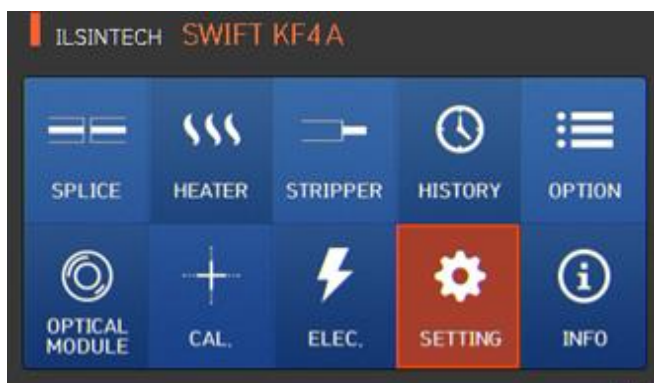 ILSINTECH SWIFT KF4A
SPLICE HEATER STRIPPER HISTORY OPTION
OPTICAL
MODULE CAL. ELEC. SETTING INFO